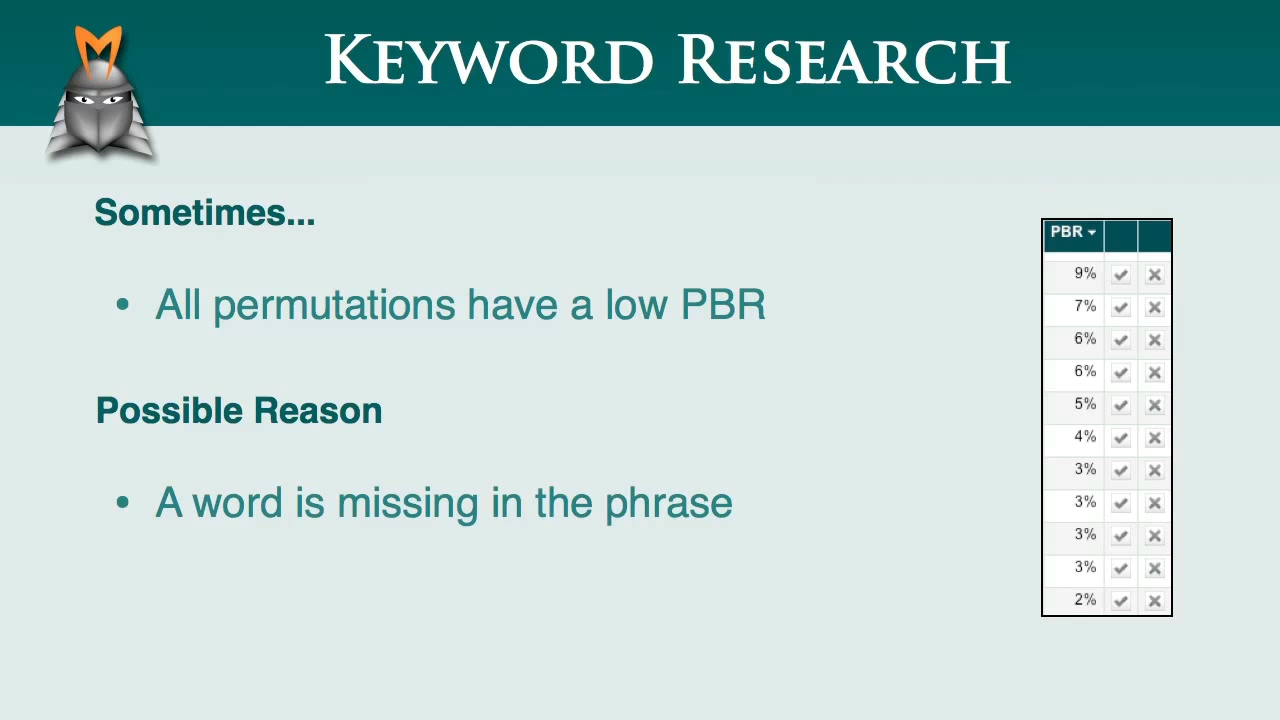 KEYWORD RESEARCH
Sometimes...
• All permutations have a low PBR
Possible Reason
• A word is missing in the phrase
PBR
9%
7%
6%
6%
5%
4%
3%
3%
3%
3%
2%